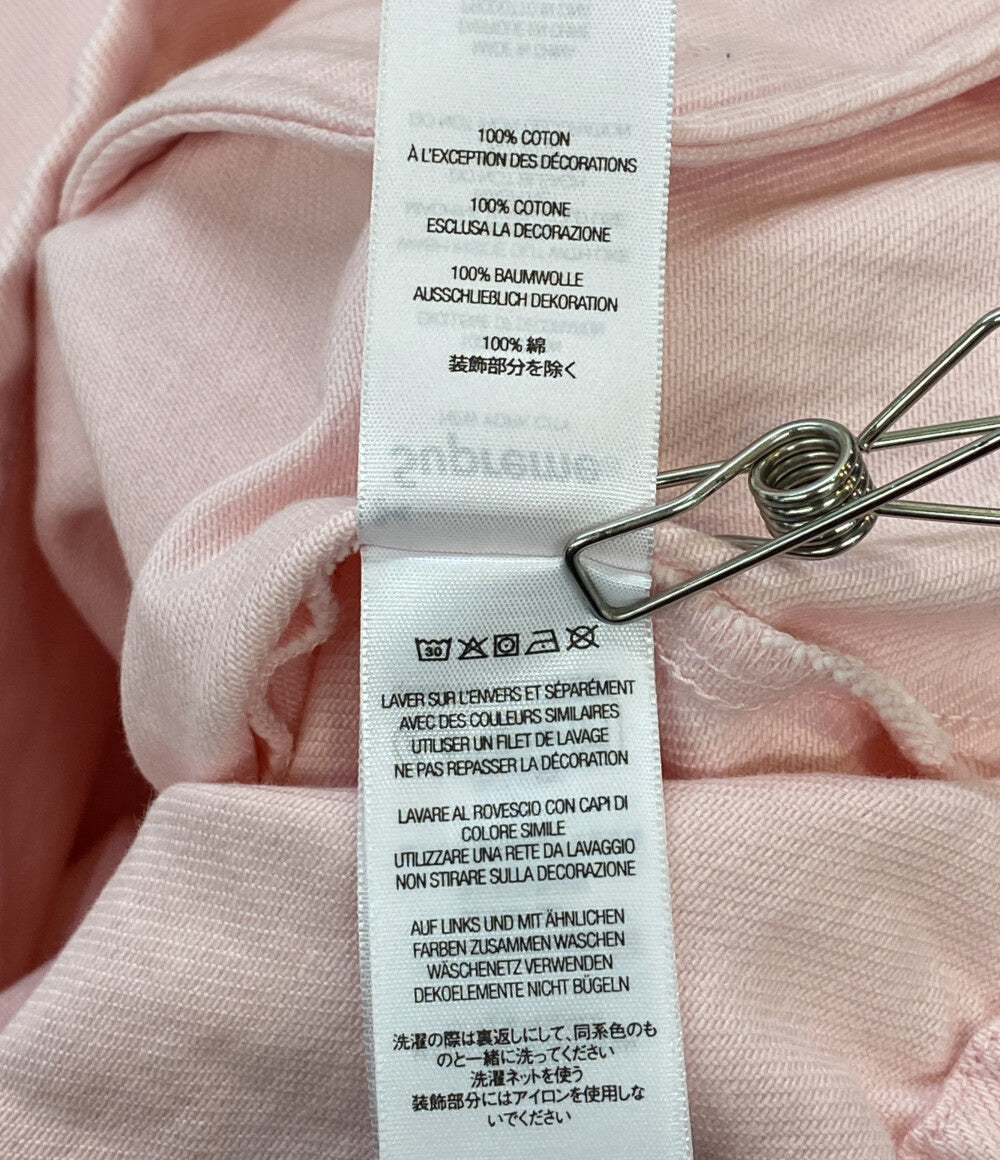 100% COTON
À L'EXCEPTION DES DÉCORATIONS
100% COTONE
ESCLUSA LA DECORAZIONE
100% BAUMWOLLE
AUSSCHLIEßLICH DEKORATION
100% 綿
装飾部分を除く
Supreme
30
LAVER SUR L'ENVERS ET SÉPARÉMENT
AVEC DES COULEURS SIMILAIRES
UTILISER UN FILET DE LAVAGE
NE PAS REPASSER LA DÉCORATION
LAVARE AL ROVESCIO CON CAPI DI
COLORE SIMILE
UTILIZZARE UNA RETE DA LAVAGGIO
NON STIRARE SULLA DECORAZIONE
AUF LINKS UND MIT ÄHNLICHEN
FARBEN ZUSAMMEN WASCHEN
WÄSCHENETZ VERWENDEN
DEKOELEMENTE NICHT BÜGELN
洗濯の際は裏返しにして、同系色のも
のと一緒に洗ってください
洗濯ネットを使う
装飾部分にはアイロンを使用しな
いでください